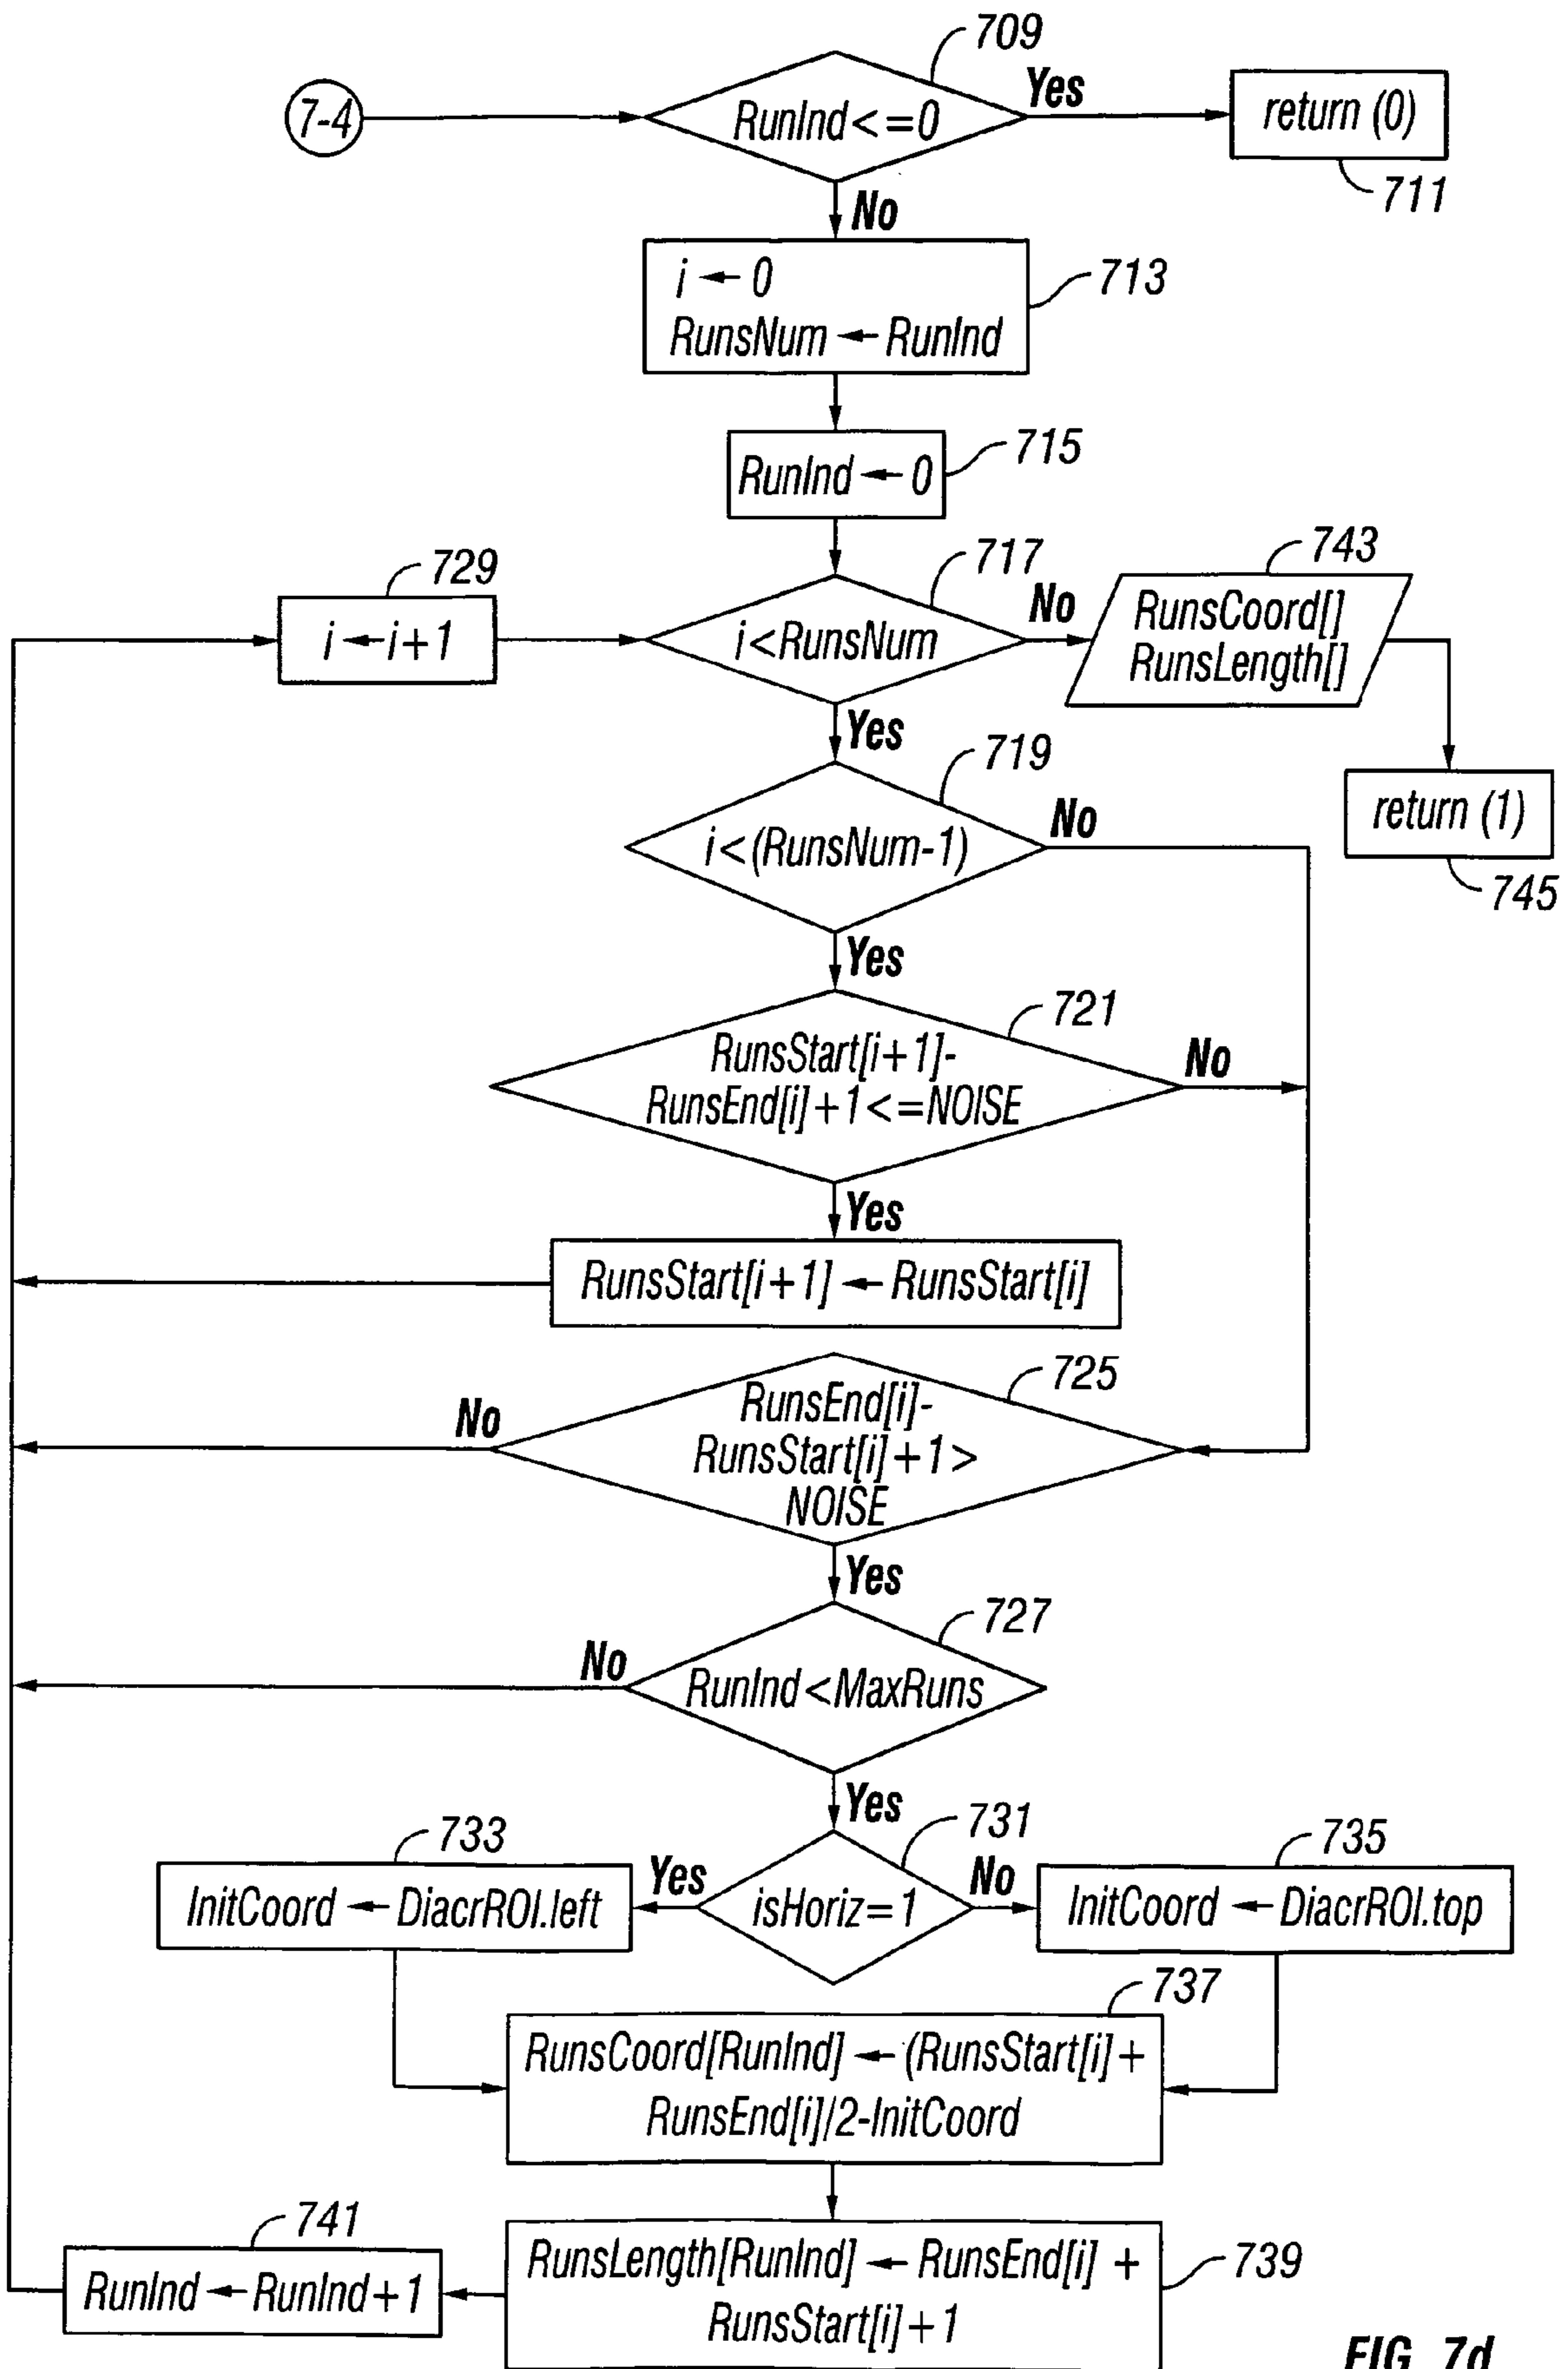 709
7-4
RunInd<=0
Yes
return (0)
711
No
i ← 0
RunsNum ← RunInd
713
RunInd ← 0
715
729
i ← i+1
717
i<RunsNum
No
743
RunsCoord[]
RunsLength[]
Yes
719
i<(RunsNum-1)
No
return (1)
745
Yes
721
RunsStart[i+1]-
RunsEnd[i]+1<=NOISE
No
Yes
RunsStart[i+1] ← RunsStart[i]
725
RunsEnd[i]-
RunsStart[i]+1>
NOISE
No
Yes
727
RunInd<MaxRuns
No
Yes
731
isHoriz=1
733
Yes
InitCoord ← DiacrROI.left
No
735
InitCoord ← DiacrROI.top
737
RunsCoord[RunInd] ← (RunsStart[i]+
RunsEnd[i]/2-InitCoord
741
RunInd ← RunInd+1
RunsLength[RunInd] ← RunsEnd[i] +
RunsStart[i]+1
739
FIG. 7d